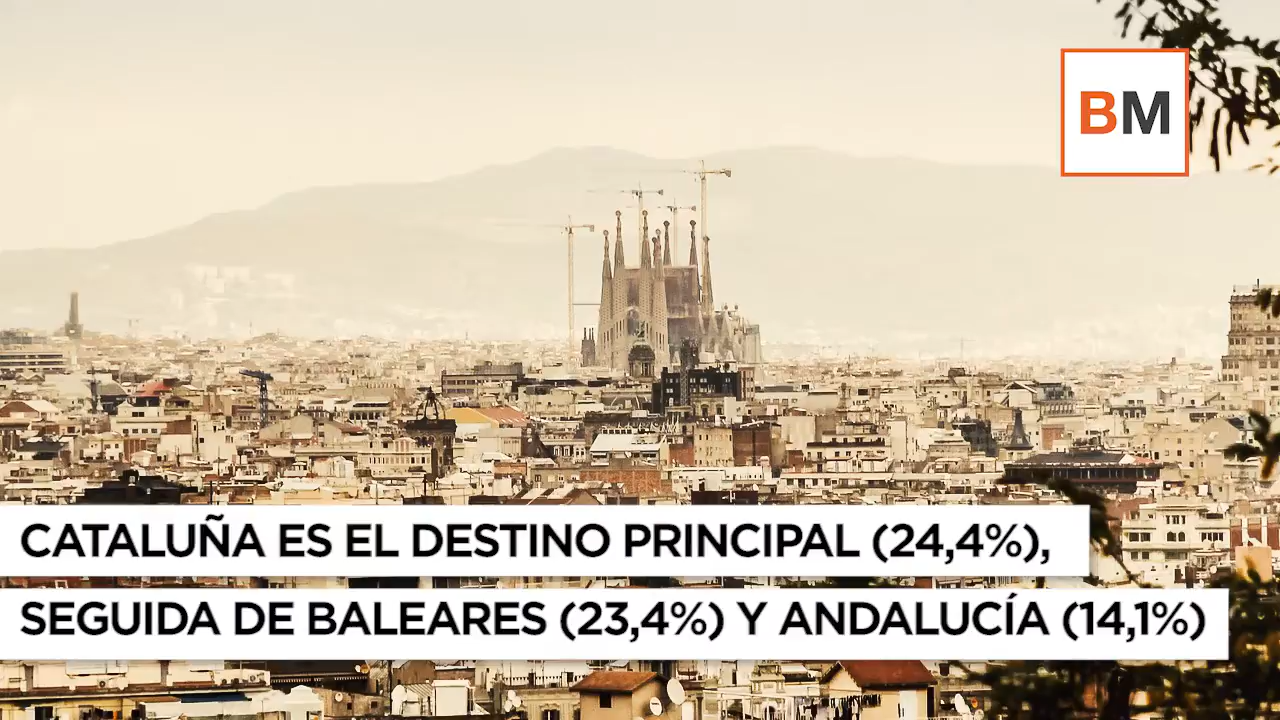 BM
CATALUÑA ES EL DESTINO PRINCIPAL (24,4%),
SEGUIDA DE BALEARES (23,4%) Y ANDALUCÍA (14,1%)